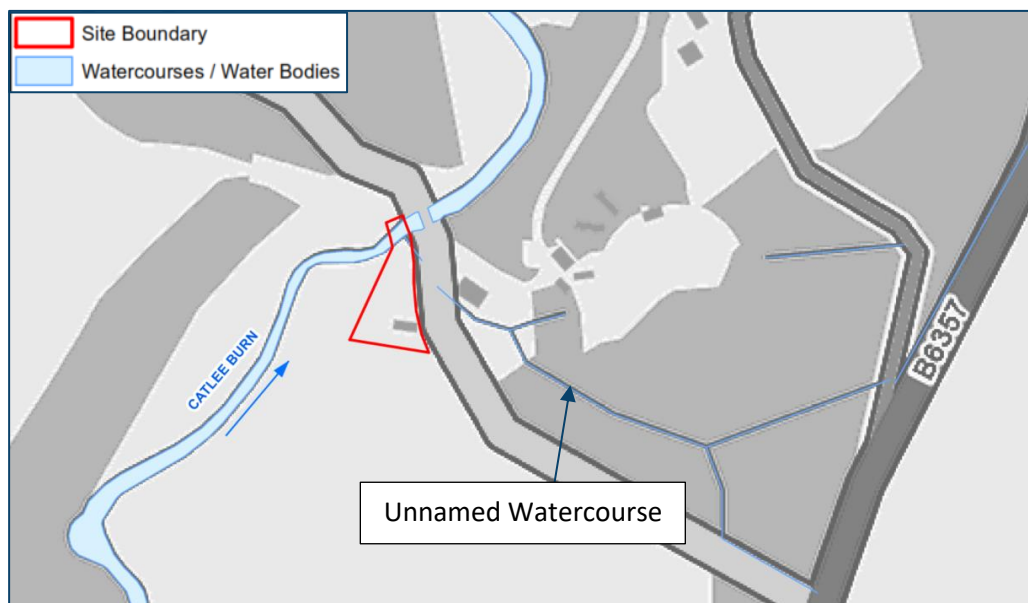 Site Boundary
Watercourses / Water Bodies
CATLEE BURN
B6357
Unnamed Watercourse